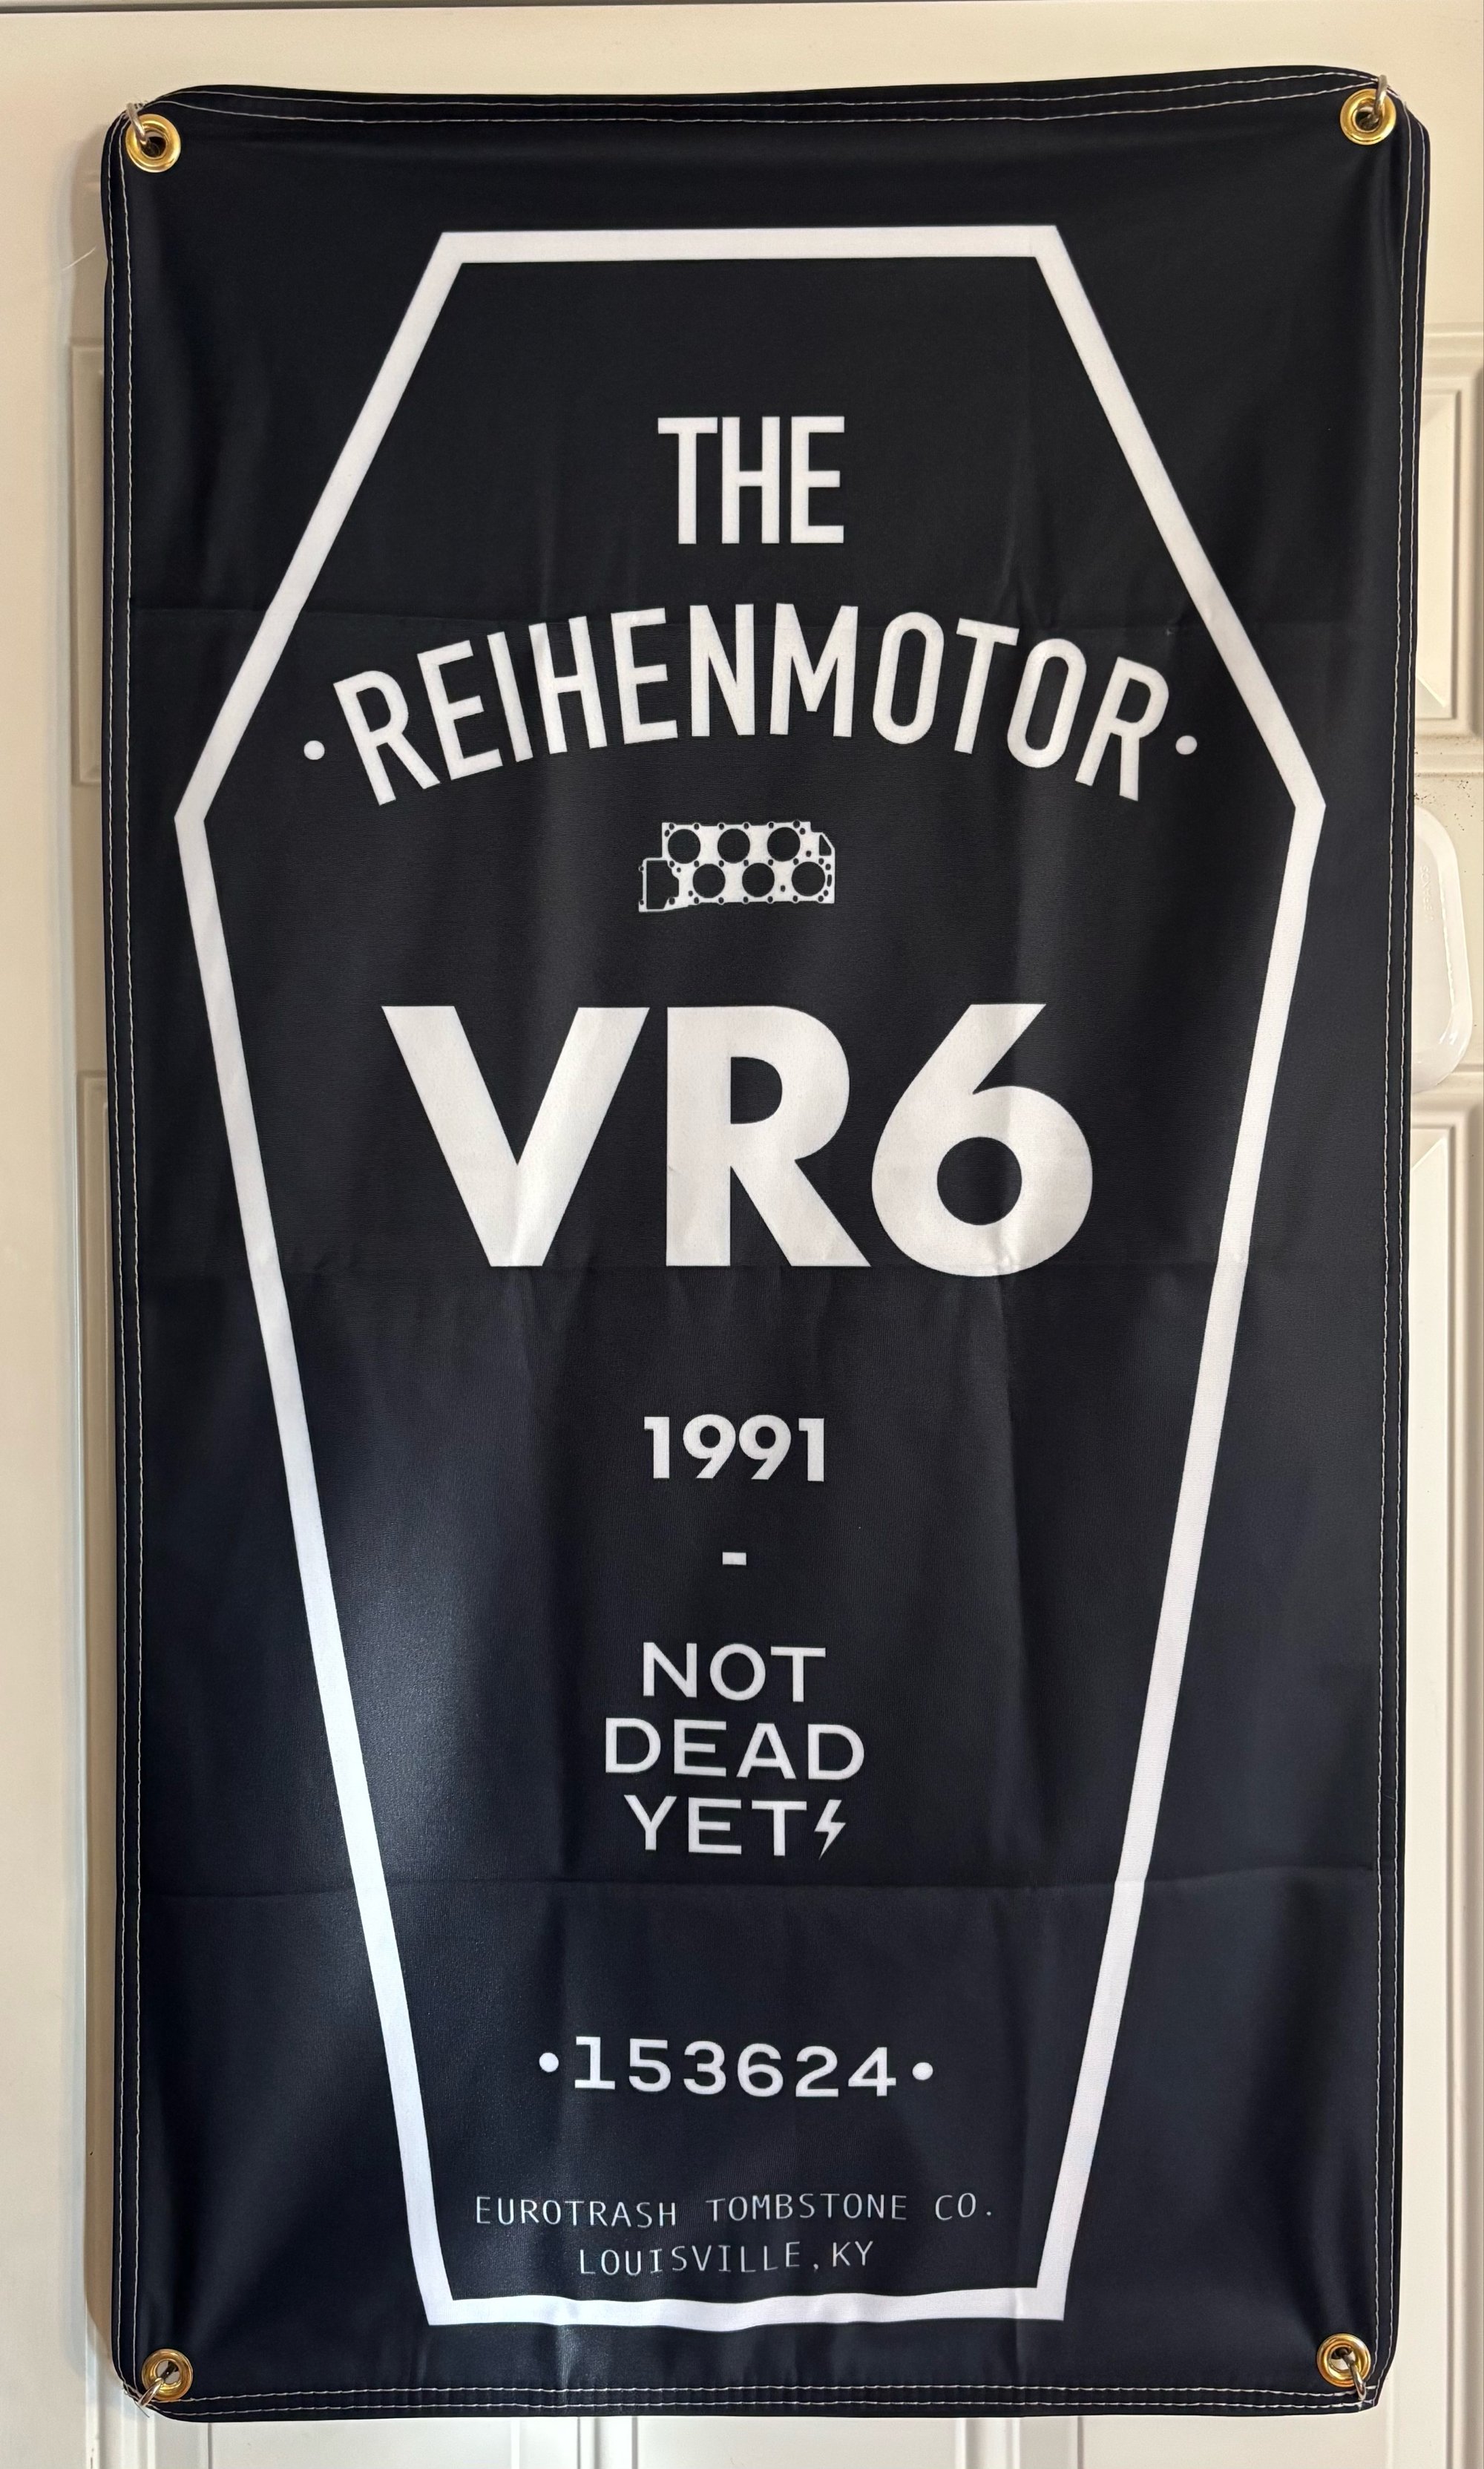 THE
·REIHENMOTOR·
VR6
1991
-
NOT
DEAD
YET⚡
·153624·
EUROTRASH TOMBSTONE CO.
LOUISVILLE,KY